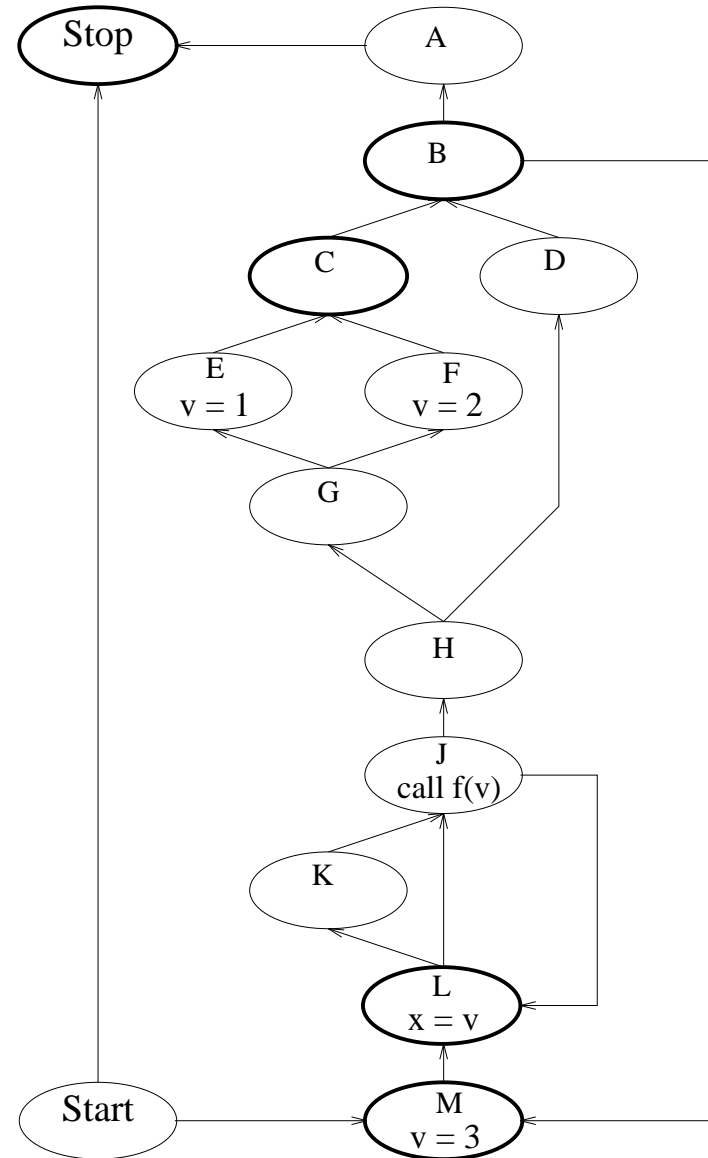 Stop
A
B
C
D
E
v = 1
F
v = 2
G
H
J
call f(v)
K
L
x = v
Start
M
v = 3